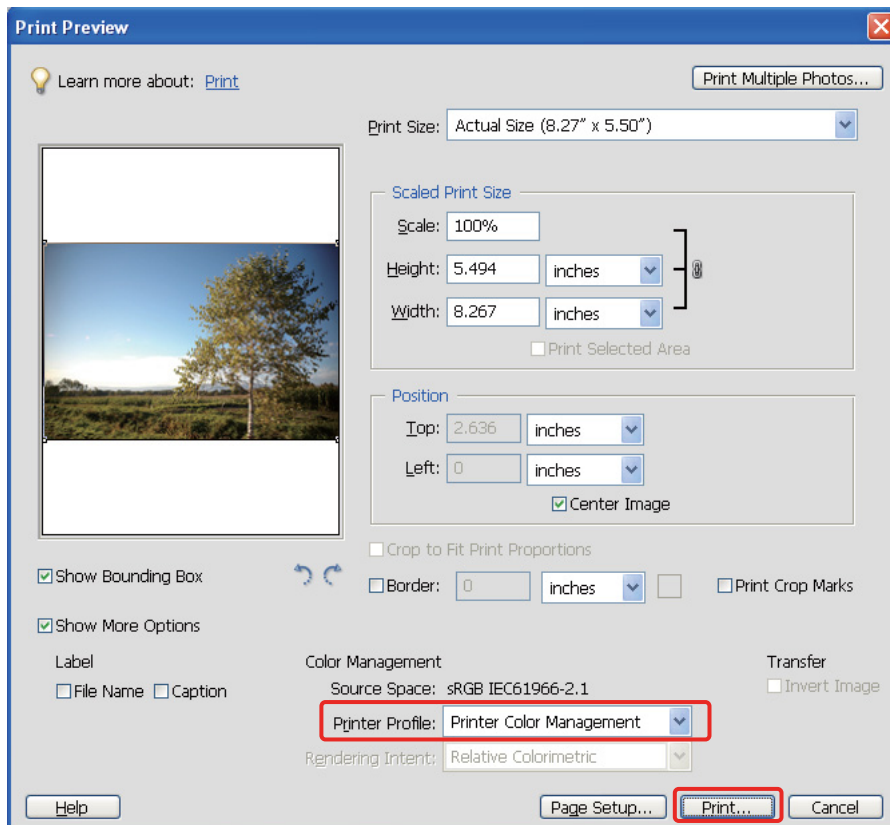 Print Preview
Learn more about: Print
Print Multiple Photos...
Print Size: Actual Size (8.27" x 5.50")
Scaled Print Size
Scale: 100%
Height: 5.494 inches
Width: 8.267 inches
Print Selected Area
Position
Top: 2.636 inches
Left: 0 inches
Center Image
Crop to Fit Print Proportions
Show Bounding Box
Border: 0 inches
Print Crop Marks
Show More Options
Label
File Name Caption
Color Management
Source Space: sRGB IEC61966-2.1
Printer Profile: Printer Color Management
Rendering Intent: Relative Colorimetric
Transfer
Invert Image
Help
Page Setup...
Print...
Cancel